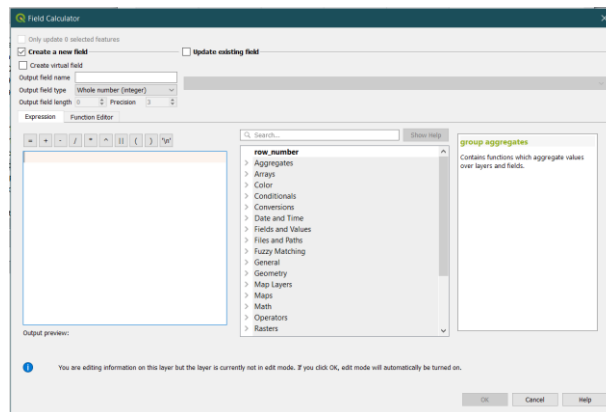 Field Calculator
Only update 0 selected features
Create a new field
Update existing field
Create virtual field
Output field name
Output field type Whole number (integer)
Output field length 0 Precision 3
Expression Function Editor
= + - / * ^ || ( ) '\n'
Search... Show Help
row_number
Aggregates
Arrays
Color
Conditionals
Conversions
Date and Time
Fields and Values
Files and Paths
Fuzzy Matching
General
Geometry
Map Layers
Maps
Math
Operators
Rasters
group aggregates
Contains functions which aggregate values
over layers and fields.
Output preview:
You are editing information on this layer but the layer is currently not in edit mode. If you click OK, edit mode will automatically be turned on.
OK Cancel Help